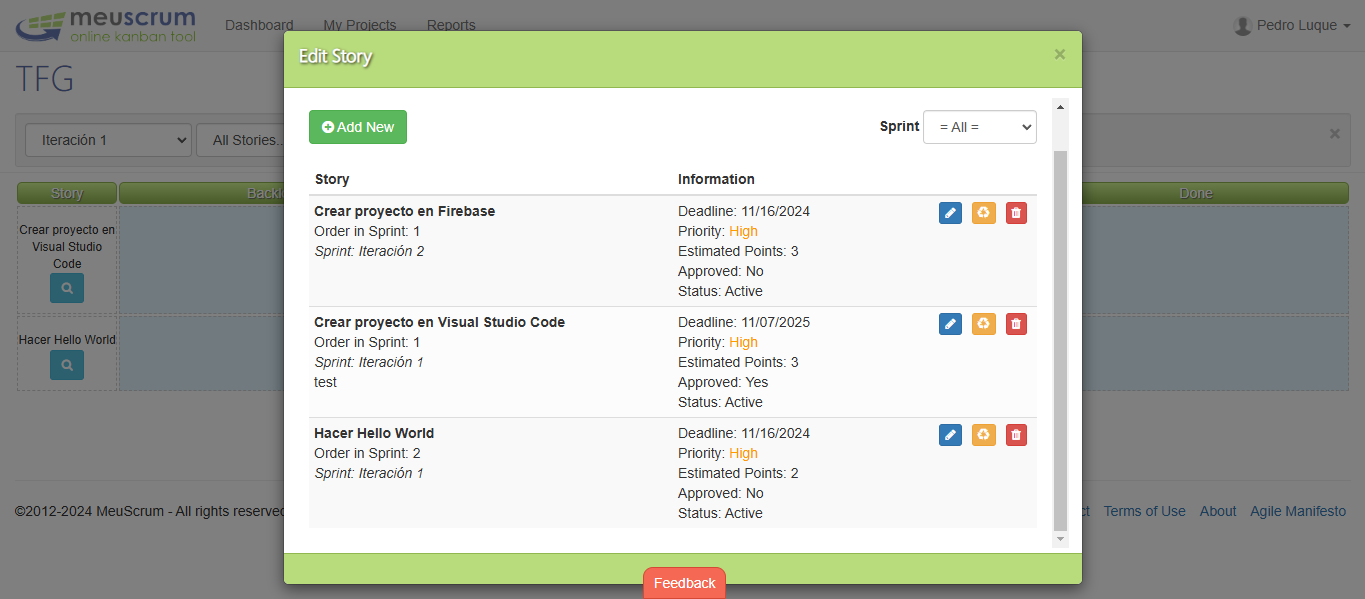 meuscrum
online kanban tool
Dashboard
My Projects
Reports
Pedro Luque
TFG
Iteración 1
All Stories..
Story
Done
Crear proyecto en
Visual Studio
Code
Hacer Hello World
Edit Story
×
Add New
Sprint
= All =
Story
Information
Crear proyecto en Firebase
Order in Sprint: 1
Sprint: Iteración 2
Deadline: 11/16/2024
Priority: High
Estimated Points: 3
Approved: No
Status: Active
Crear proyecto en Visual Studio Code
Order in Sprint: 1
Sprint: Iteración 1
test
Deadline: 11/07/2025
Priority: High
Estimated Points: 3
Approved: Yes
Status: Active
Hacer Hello World
Order in Sprint: 2
Sprint: Iteración 1
Deadline: 11/16/2024
Priority: High
Estimated Points: 2
Approved: No
Status: Active
©2012-2024 MeuScrum - All rights
Terms of Use
About
Agile Manifesto
Feedback